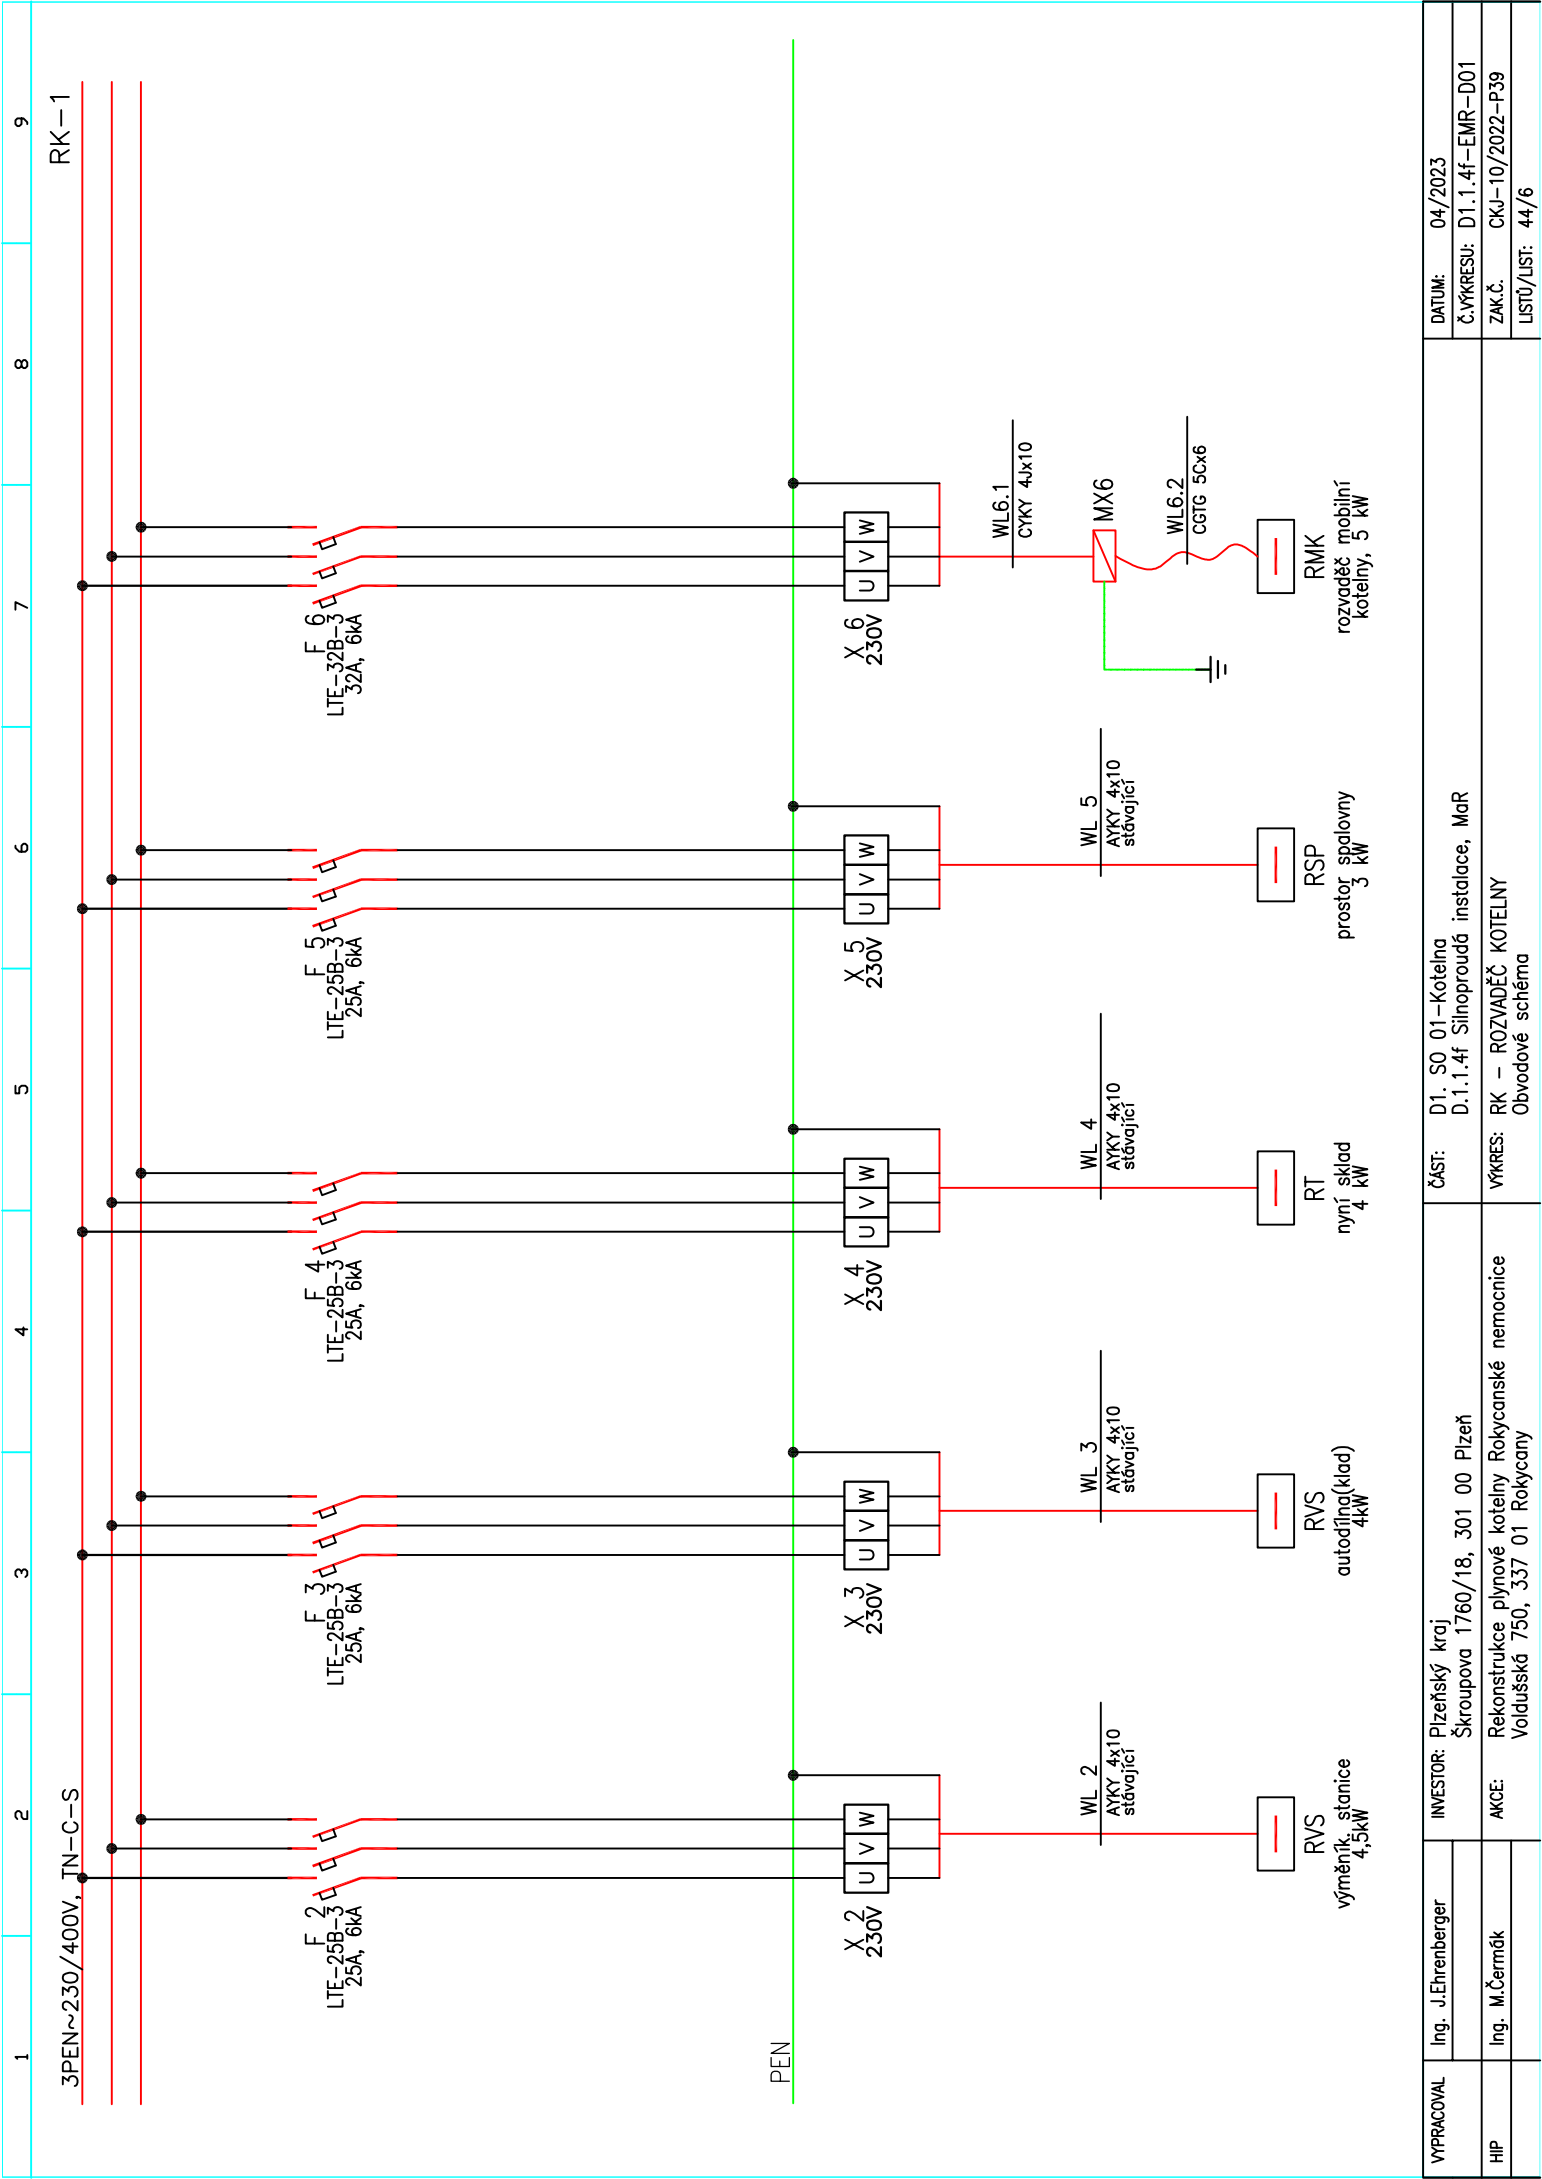 1 2 3 4 5 6 7 8 9
3PEN~230/400V, TN-C-S
RK-1
F 2
LTE-25B-3
25A, 6kA
F 3
LTE-25B-3
25A, 6kA
F 4
LTE-25B-3
25A, 6kA
F 5
LTE-25B-3
25A, 6kA
F 6
LTE-32B-3
32A, 6kA
PEN
X 2
230V
U V W
X 3
230V
U V W
X 4
230V
U V W
X 5
230V
U V W
X 6
230V
U V W
WL 2
AYKY 4x10
stávající
WL 3
AYKY 4x10
stávající
WL 4
AYKY 4x10
stávající
WL 5
AYKY 4x10
stávající
WL6.1
CYKY 4Jx10
MX6
WL6.2
CGTG 5Cx6
RVS
výměník. stanice
4,5kW
RVS
autodílna(klad)
4kW
RT
nyní sklad
4 kW
RSP
prostor spalovny
3 kW
RMK
rozvaděč mobilní
kotelny, 5 kW
VYPRACOVAL Ing. J.Ehrenberger
HIP Ing. M.Čermák
INVESTOR: Plzeňský kraj
Škroupova 1760/18, 301 00 Plzeň
AKCE: Rekonstrukce plynové kotelny Rokycanské nemocnice
Voldušská 750, 337 01 Rokycany
ČÁST: D1. SO 01-Kotelna
D.1.1.4f Silnoproudá instalace, MaR
VÝKRES: RK - ROZVADĚČ KOTELNY
Obvodové schéma
DATUM: 04/2023
Č.VÝKRESU: D1.1.4f-EMR-D01
ZAK.Č. CKJ-10/2022-P39
LISTŮ/LIST: 44/6